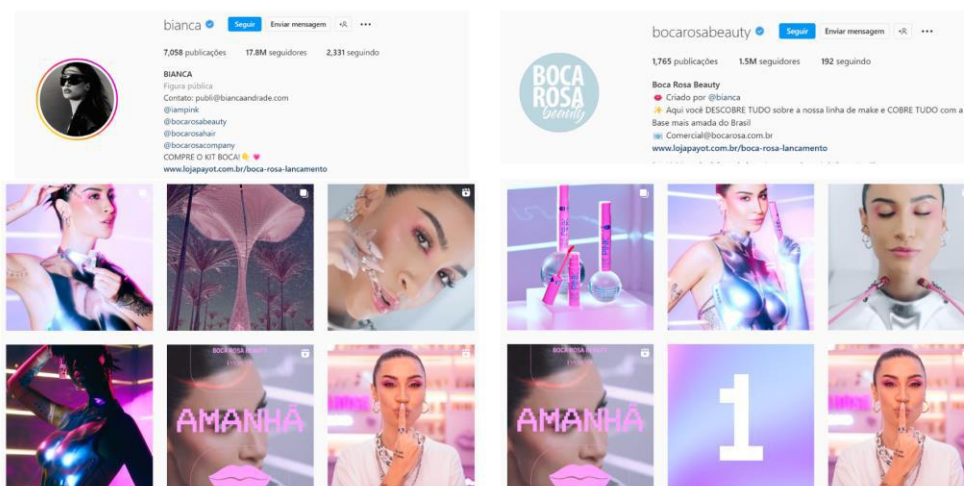 bianca
Seguir
Enviar mensagem
7,058 publicações 17.8M seguidores 2,331 seguindo
BIANCA
Figura pública
Contato: publi@biancaandrade.com
@iampink
@bocarosabeauty
@bocarosahair
@bocarosacompany
COMPRE O KIT BOCA!
www.lojapayot.com.br/boca-rosa-lancamento
BOCA ROSA BEAUTY
AMANHÃ
bocarosabeauty
Seguir
Enviar mensagem
1,765 publicações 1.5M seguidores 192 seguindo
BOCA
ROSA
beauty
Boca Rosa Beauty
Criado por @bianca
Aqui você DESCOBRE TUDO sobre a nossa linha de make e COBRE TUDO com a
Base mais amada do Brasil
Comercial@bocarosa.com.br
www.lojapayot.com.br/boca-rosa-lancamento
BOCA ROSA BEAUTY
AMANHÃ
1